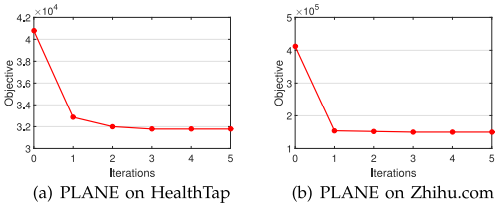 ×10⁴
4.2
4
3.8
3.6
3.4
3.2
3
Objective
0 1 2 3 4 5
Iterations
(a) PLANE on HealthTap
×10⁵
5
4
3
2
1
Objective
0 1 2 3 4 5
Iterations
(b) PLANE on Zhihu.com